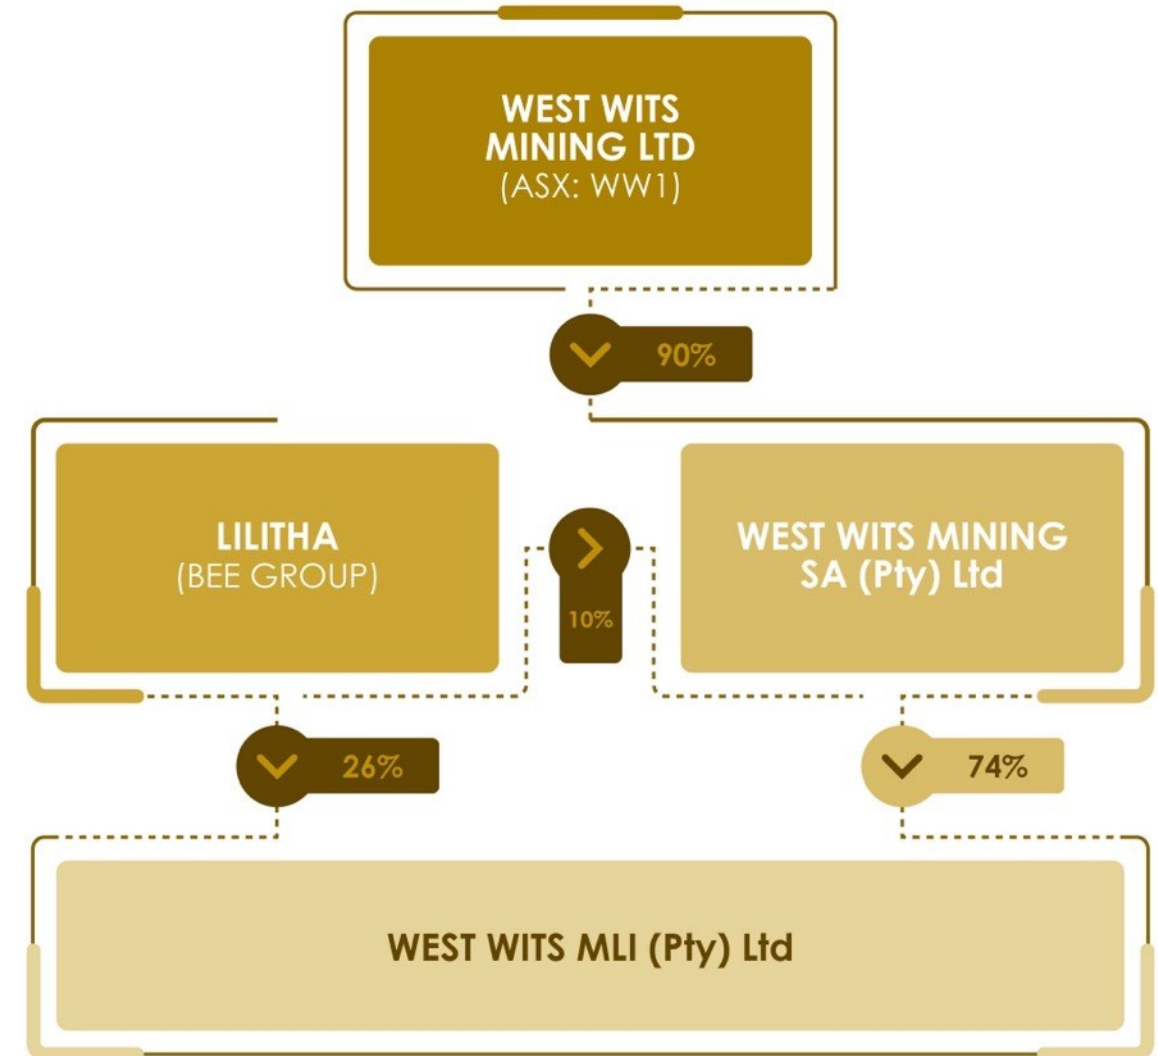 WEST WITS
MINING LTD
(ASX: WW1)
90%
LILITHA
(BEE GROUP)
10%
WEST WITS MINING
SA (Pty) Ltd
26%
74%
WEST WITS MLI (Pty) Ltd